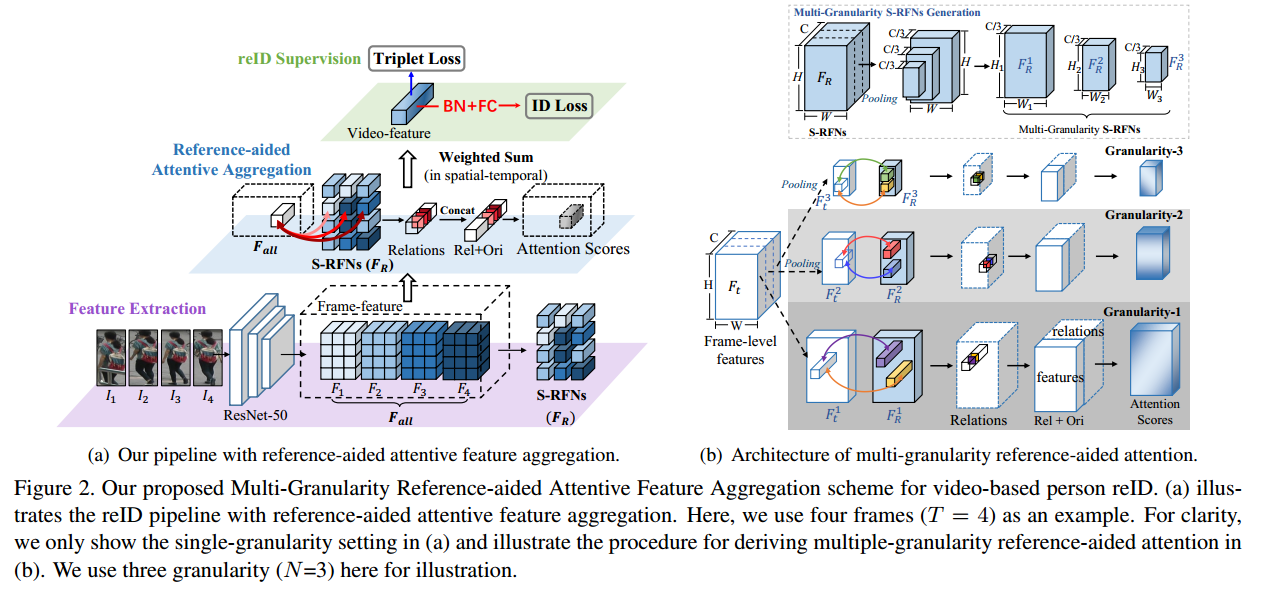 reID Supervision
Triplet Loss
BN+FC
ID Loss
Video-feature
Reference-aided
Attentive Aggregation
Weighted Sum
(in spatial-temporal)
Concat
F_all
Relations
Rel+Ori
Attention Scores
S-RFNs (F_R)
Feature Extraction
Frame-feature
I_1 I_2 I_3 I_4
ResNet-50
F_1 F_2 F_3 F_4
F_all
S-RFNs
(F_R)
(a) Our pipeline with reference-aided attentive feature aggregation.
Multi-Granularity S-RFNs Generation
C
H
F_R
W
S-RFNs
Pooling
C/3
C/3
C/3
H
W
C/3
H_1
F_R^1
W_1
C/3
H_2
F_R^2
W_2
C/3
H_3
F_R^3
W_3
Multi-Granularity S-RFNs
Granularity-3
Pooling
F_t^3
F_R^3
Granularity-2
C
H
F_t
W
Pooling
F_t^2
F_R^2
Frame-level
features
Granularity-1
relations
features
F_t^1
F_R^1
Relations
Rel + Ori
Attention
Scores
(b) Architecture of multi-granularity reference-aided attention.
Figure 2. Our proposed Multi-Granularity Reference-aided Attentive Feature Aggregation scheme for video-based person reID. (a) illus-
trates the reID pipeline with reference-aided attentive feature aggregation. Here, we use four frames (T = 4) as an example. For clarity,
we only show the single-granularity setting in (a) and illustrate the procedure for deriving multiple-granularity reference-aided attention in
(b). We use three granularity (N=3) here for illustration.